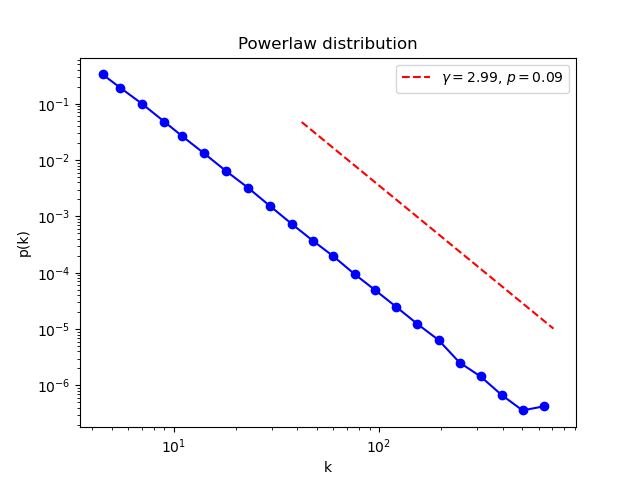 Powerlaw distribution
γ = 2.99, p = 0.09
p(k)
10⁻¹
10⁻²
10⁻³
10⁻⁴
10⁻⁵
10⁻⁶
10¹
10²
k